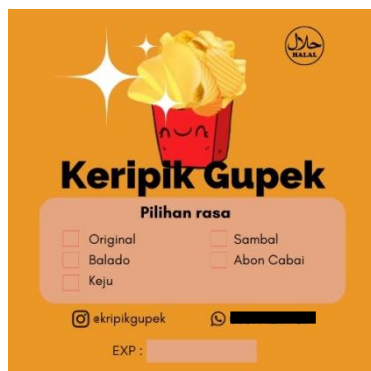 حلال
HALAL
Keripik Gupek
Pilihan rasa
Original
Balado
Keju
Sambal
Abon Cabai
@kripikgupek
EXP :